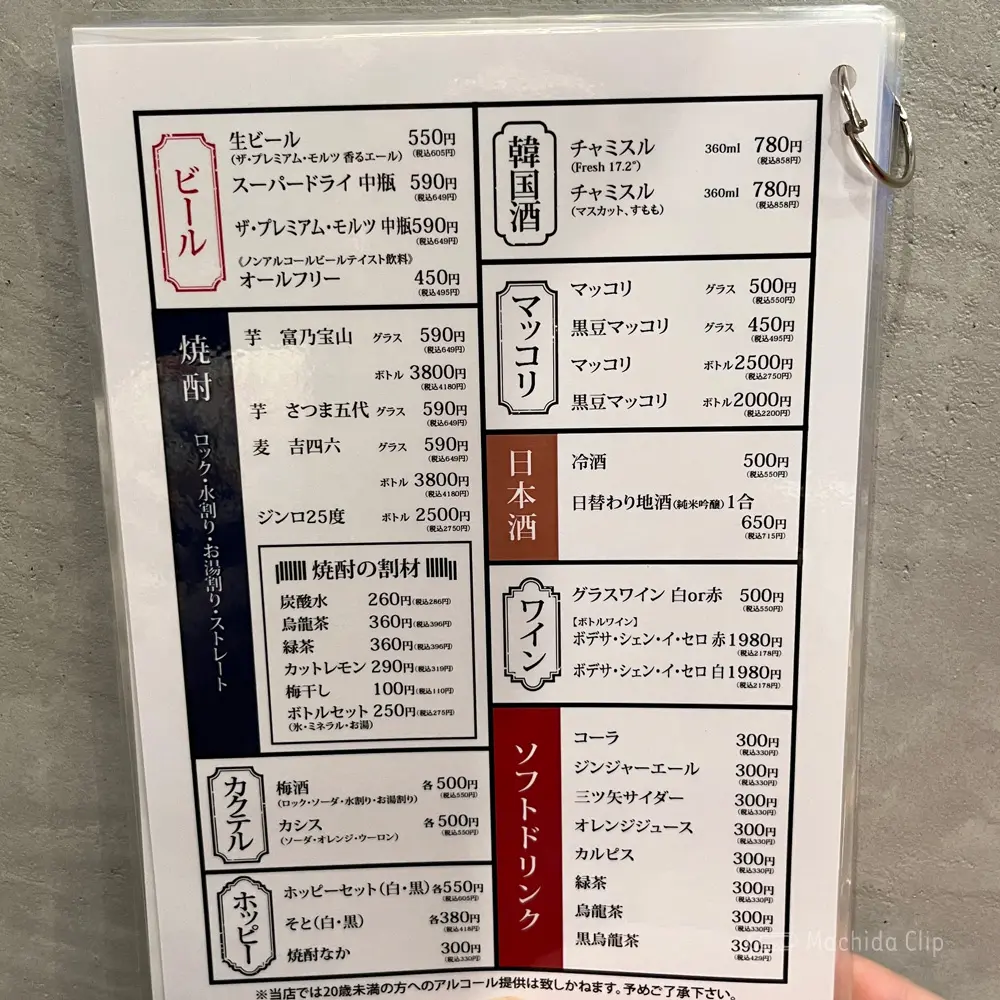 ビール
生ビール 550円
(ザ・プレミアム・モルツ 香るエール) (税込605円)
スーパードライ 中瓶 590円
(税込649円)
ザ・プレミアム・モルツ 中瓶 590円
(税込649円)
《ノンアルコールビールテイスト飲料》
オールフリー 450円
(税込495円)
焼酎
ロック・水割り・お湯割り・ストレート
芋 富乃宝山 グラス 590円
(税込649円)
ボトル 3800円
(税込4180円)
芋 さつま五代 グラス 590円
(税込649円)
麦 吉四六 グラス 590円
(税込649円)
ボトル 3800円
(税込4180円)
ジンロ25度 ボトル 2500円
(税込2750円)
焼酎の割材
炭酸水 260円(税込286円)
烏龍茶 360円(税込396円)
緑茶 360円(税込396円)
カットレモン 290円(税込319円)
梅干し 100円(税込110円)
ボトルセット 250円(税込275円)
(氷・ミネラル・お湯)
カクテル
梅酒 各500円
(ロック・ソーダ・水割り・お湯割り) (税込550円)
カシス 各500円
(ソーダ・オレンジ・ウーロン) (税込550円)
ホッピー
ホッピーセット(白・黒) 各550円
(税込605円)
そと(白・黒) 各380円
(税込418円)
焼酎なか 300円
(税込330円)
韓国酒
チャミスル 360ml 780円
(Fresh 17.2°) (税込858円)
チャミスル 360ml 780円
(マスカット、すもも) (税込858円)
マッコリ
マッコリ グラス 500円
(税込550円)
黒豆マッコリ グラス 450円
(税込495円)
マッコリ ボトル 2500円
(税込2750円)
黒豆マッコリ ボトル 2000円
(税込2200円)
日本酒
冷酒 500円
(税込550円)
日替わり地酒(純米吟醸)1合
650円
(税込715円)
ワイン
グラスワイン 白or赤 500円
(税込550円)
【ボトルワイン】
ボデサ・シェン・イ・セロ 赤 1980円
(税込2178円)
ボデサ・シェン・イ・セロ 白 1980円
(税込2178円)
ソフトドリンク
コーラ 300円
(税込330円)
ジンジャーエール 300円
(税込330円)
三ツ矢サイダー 300円
(税込330円)
オレンジジュース 300円
(税込330円)
カルピス 300円
(税込330円)
緑茶 300円
(税込330円)
烏龍茶 300円
(税込330円)
黒烏龍茶 390円
(税込429円)
※当店では20歳未満の方へのアルコール提供は致しかねます。予めご了承下さい。
Machida Clip